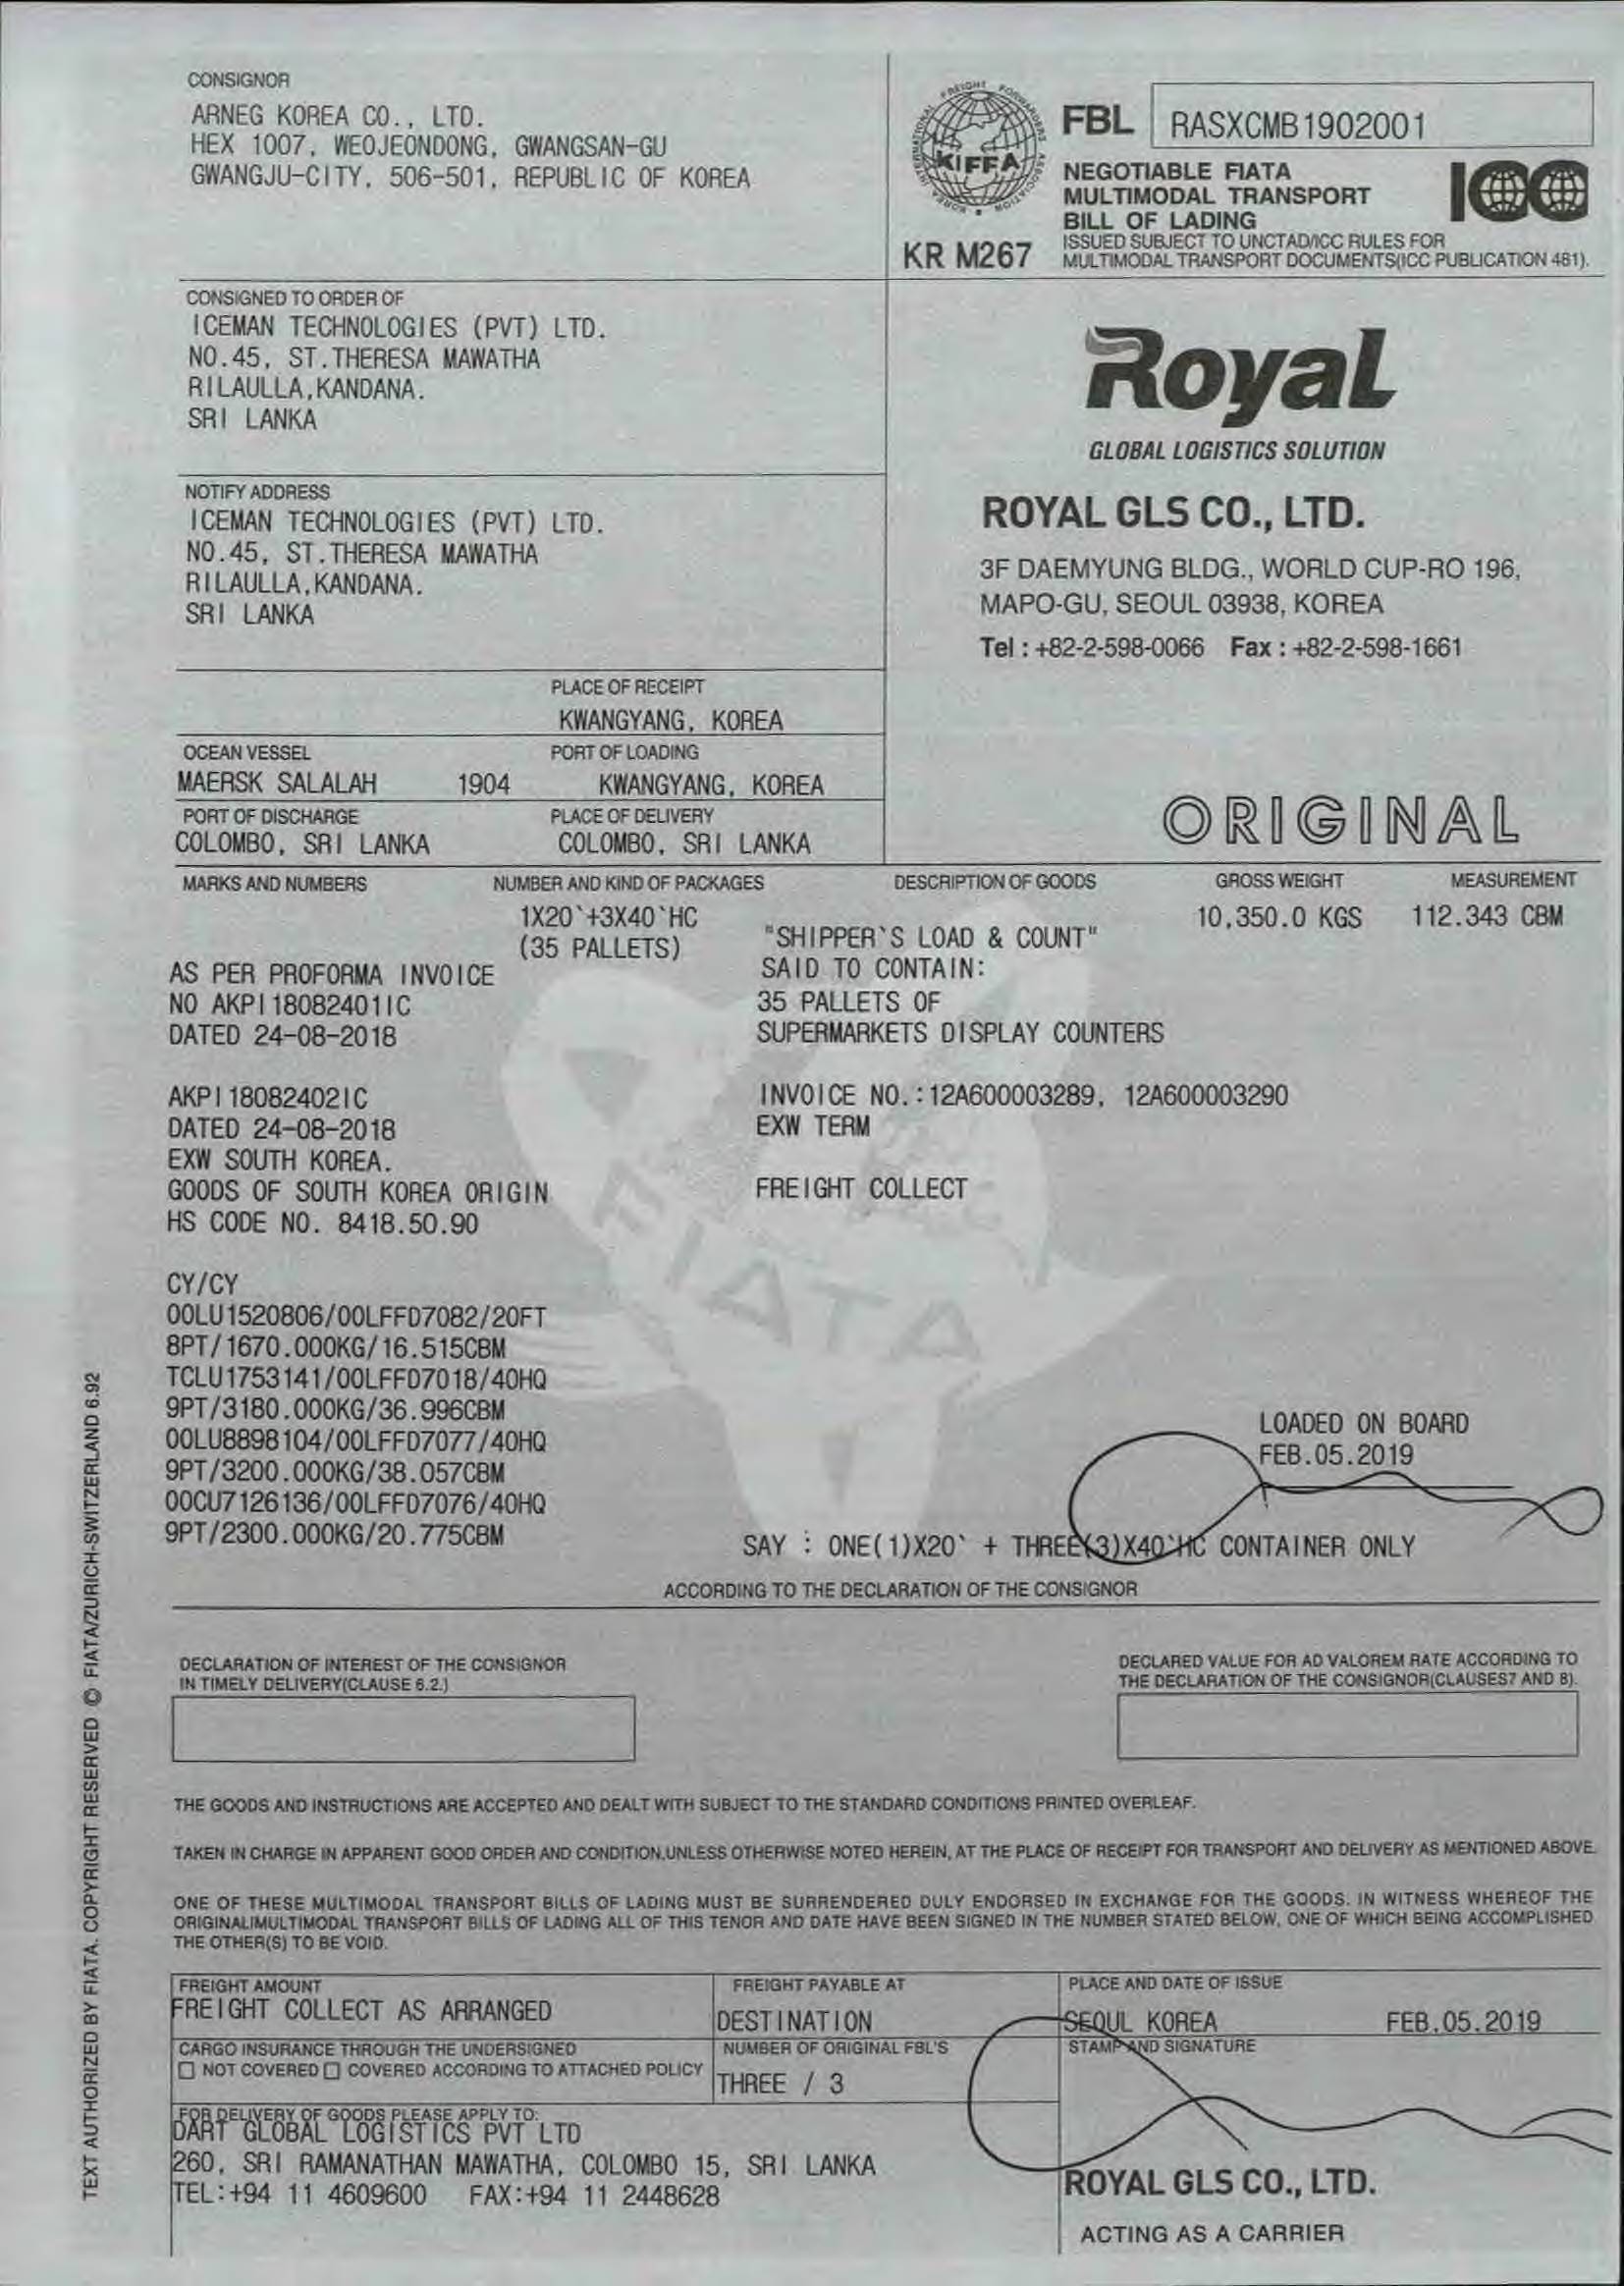 CONSIGNOR
ARNEG KOREA CO., LTD.
HEX 1007, WEOJEONDONG, GWANGSAN-GU
GWANGJU-CITY, 506-501, REPUBLIC OF KOREA
KOREA INTERNATIONAL FREIGHT FORWARDERS ASSOCIATION
KIFFA
KR M267
FBL RASXCMB1902001
NEGOTIABLE FIATA
MULTIMODAL TRANSPORT
BILL OF LADING
ICC
ISSUED SUBJECT TO UNCTAD/ICC RULES FOR
MULTIMODAL TRANSPORT DOCUMENTS(ICC PUBLICATION 481).
CONSIGNED TO ORDER OF
ICEMAN TECHNOLOGIES (PVT) LTD.
NO.45, ST.THERESA MAWATHA
RILAULLA,KANDANA.
SRI LANKA
Royal
GLOBAL LOGISTICS SOLUTION
ROYAL GLS CO., LTD.
3F DAEMYUNG BLDG., WORLD CUP-RO 196,
MAPO-GU, SEOUL 03938, KOREA
Tel : +82-2-598-0066 Fax : +82-2-598-1661
NOTIFY ADDRESS
ICEMAN TECHNOLOGIES (PVT) LTD.
NO.45, ST.THERESA MAWATHA
RILAULLA,KANDANA.
SRI LANKA
PLACE OF RECEIPT
KWANGYANG, KOREA
OCEAN VESSEL PORT OF LOADING
MAERSK SALALAH 1904 KWANGYANG, KOREA
PORT OF DISCHARGE PLACE OF DELIVERY
COLOMBO, SRI LANKA COLOMBO, SRI LANKA
ORIGINAL
MARKS AND NUMBERS NUMBER AND KIND OF PACKAGES DESCRIPTION OF GOODS GROSS WEIGHT MEASUREMENT
1X20`+3X40`HC 10,350.0 KGS 112.343 CBM
(35 PALLETS) "SHIPPER`S LOAD & COUNT"
AS PER PROFORMA INVOICE SAID TO CONTAIN:
NO AKPI18082401IC 35 PALLETS OF
DATED 24-08-2018 SUPERMARKETS DISPLAY COUNTERS
AKPI18082402IC INVOICE NO.:12A600003289, 12A600003290
DATED 24-08-2018 EXW TERM
EXW SOUTH KOREA.
GOODS OF SOUTH KOREA ORIGIN FREIGHT COLLECT
HS CODE NO. 8418.50.90
FIATA
CY/CY
OOLU1520806/OOLFFD7082/20FT
8PT/1670.000KG/16.515CBM
TCLU1753141/OOLFFD7018/40HQ
9PT/3180.000KG/36.996CBM
OOLU8898104/OOLFFD7077/40HQ
9PT/3200.000KG/38.057CBM
OOCU7126136/OOLFFD7076/40HQ
9PT/2300.000KG/20.775CBM
LOADED ON BOARD
FEB.05.2019
SAY : ONE(1)X20` + THREE(3)X40`HC CONTAINER ONLY
ACCORDING TO THE DECLARATION OF THE CONSIGNOR
DECLARATION OF INTEREST OF THE CONSIGNOR
IN TIMELY DELIVERY(CLAUSE 6.2.)
DECLARED VALUE FOR AD VALOREM RATE ACCORDING TO
THE DECLARATION OF THE CONSIGNOR(CLAUSES7 AND 8).
THE GOODS AND INSTRUCTIONS ARE ACCEPTED AND DEALT WITH SUBJECT TO THE STANDARD CONDITIONS PRINTED OVERLEAF.
TAKEN IN CHARGE IN APPARENT GOOD ORDER AND CONDITION,UNLESS OTHERWISE NOTED HEREIN, AT THE PLACE OF RECEIPT FOR TRANSPORT AND DELIVERY AS MENTIONED ABOVE.
ONE OF THESE MULTIMODAL TRANSPORT BILLS OF LADING MUST BE SURRENDERED DULY ENDORSED IN EXCHANGE FOR THE GOODS. IN WITNESS WHEREOF THE
ORIGINALIMULTIMODAL TRANSPORT BILLS OF LADING ALL OF THIS TENOR AND DATE HAVE BEEN SIGNED IN THE NUMBER STATED BELOW, ONE OF WHICH BEING ACCOMPLISHED
THE OTHER(S) TO BE VOID.
FREIGHT AMOUNT FREIGHT PAYABLE AT PLACE AND DATE OF ISSUE
FREIGHT COLLECT AS ARRANGED DESTINATION SEOUL KOREA FEB.05.2019
CARGO INSURANCE THROUGH THE UNDERSIGNED NUMBER OF ORIGINAL FBL'S STAMP AND SIGNATURE
NOT COVERED COVERED ACCORDING TO ATTACHED POLICY THREE / 3
FOR DELIVERY OF GOODS PLEASE APPLY TO:
DART GLOBAL LOGISTICS PVT LTD
260, SRI RAMANATHAN MAWATHA, COLOMBO 15, SRI LANKA
TEL:+94 11 4609600 FAX:+94 11 2448628
ROYAL GLS CO., LTD.
ACTING AS A CARRIER
TEXT AUTHORIZED BY FIATA. COPYRIGHT RESERVED © FIATA/ZURICH-SWITZERLAND 6.92